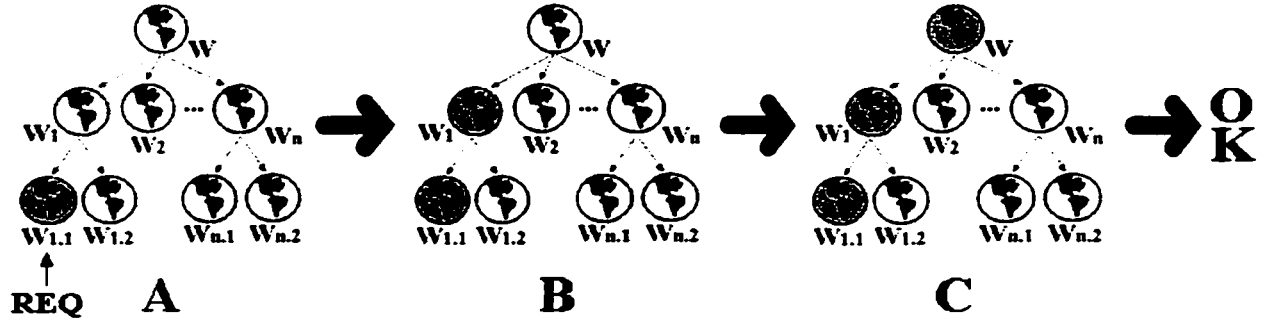 W W W
W₁ W₂ ... Wₙ W₁ W₂ ... Wₙ W₁ W₂ ... Wₙ O
K
W₁.₁ W₁.₂ Wₙ.₁ Wₙ.₂ W₁.₁ W₁.₂ Wₙ.₁ Wₙ.₂ W₁.₁ W₁.₂ Wₙ.₁ Wₙ.₂
REQ A B C